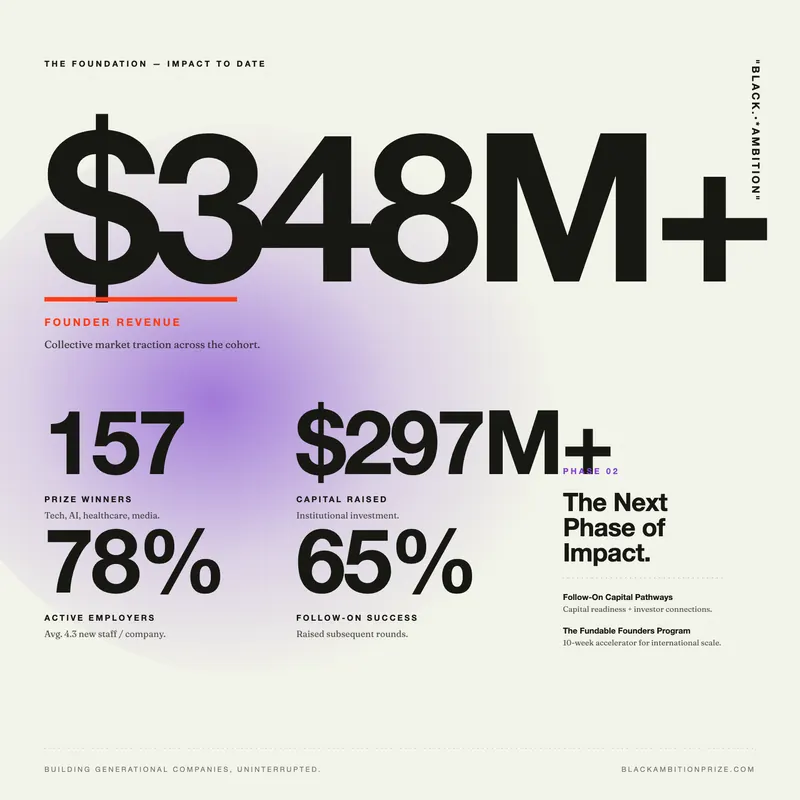 THE FOUNDATION — IMPACT TO DATE
"BLACK.·*AMBITION"
$348M+
FOUNDER REVENUE
Collective market traction across the cohort.
157
PRIZE WINNERS
Tech, AI, healthcare, media.
$297M+
CAPITAL RAISED
Institutional investment.
78%
ACTIVE EMPLOYERS
Avg. 4.3 new staff / company.
65%
FOLLOW-ON SUCCESS
Raised subsequent rounds.
PHASE 02
The Next
Phase of
Impact.
Follow-On Capital Pathways
Capital readiness + investor connections.
The Fundable Founders Program
10-week accelerator for international scale.
BUILDING GENERATIONAL COMPANIES, UNINTERRUPTED.
BLACKAMBITIONPRIZE.COM